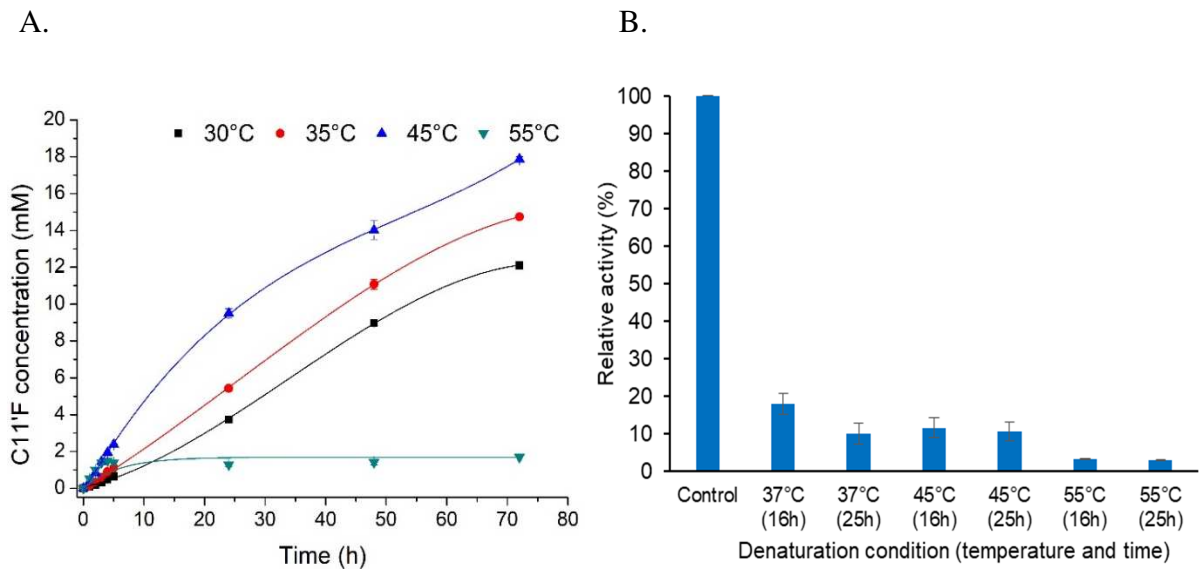 A.
B.
20
18
16
14
12
10
8
6
4
2
0
C11'F concentration (mM)
30°C 35°C 45°C 55°C
0 10 20 30 40 50 60 70 80
Time (h)
100
90
80
70
60
50
40
30
20
10
0
Relative activity (%)
Control 37°C 37°C 45°C 45°C 55°C 55°C
(16h) (25h) (16h) (25h) (16h) (25h)
Denaturation condition (temperature and time)